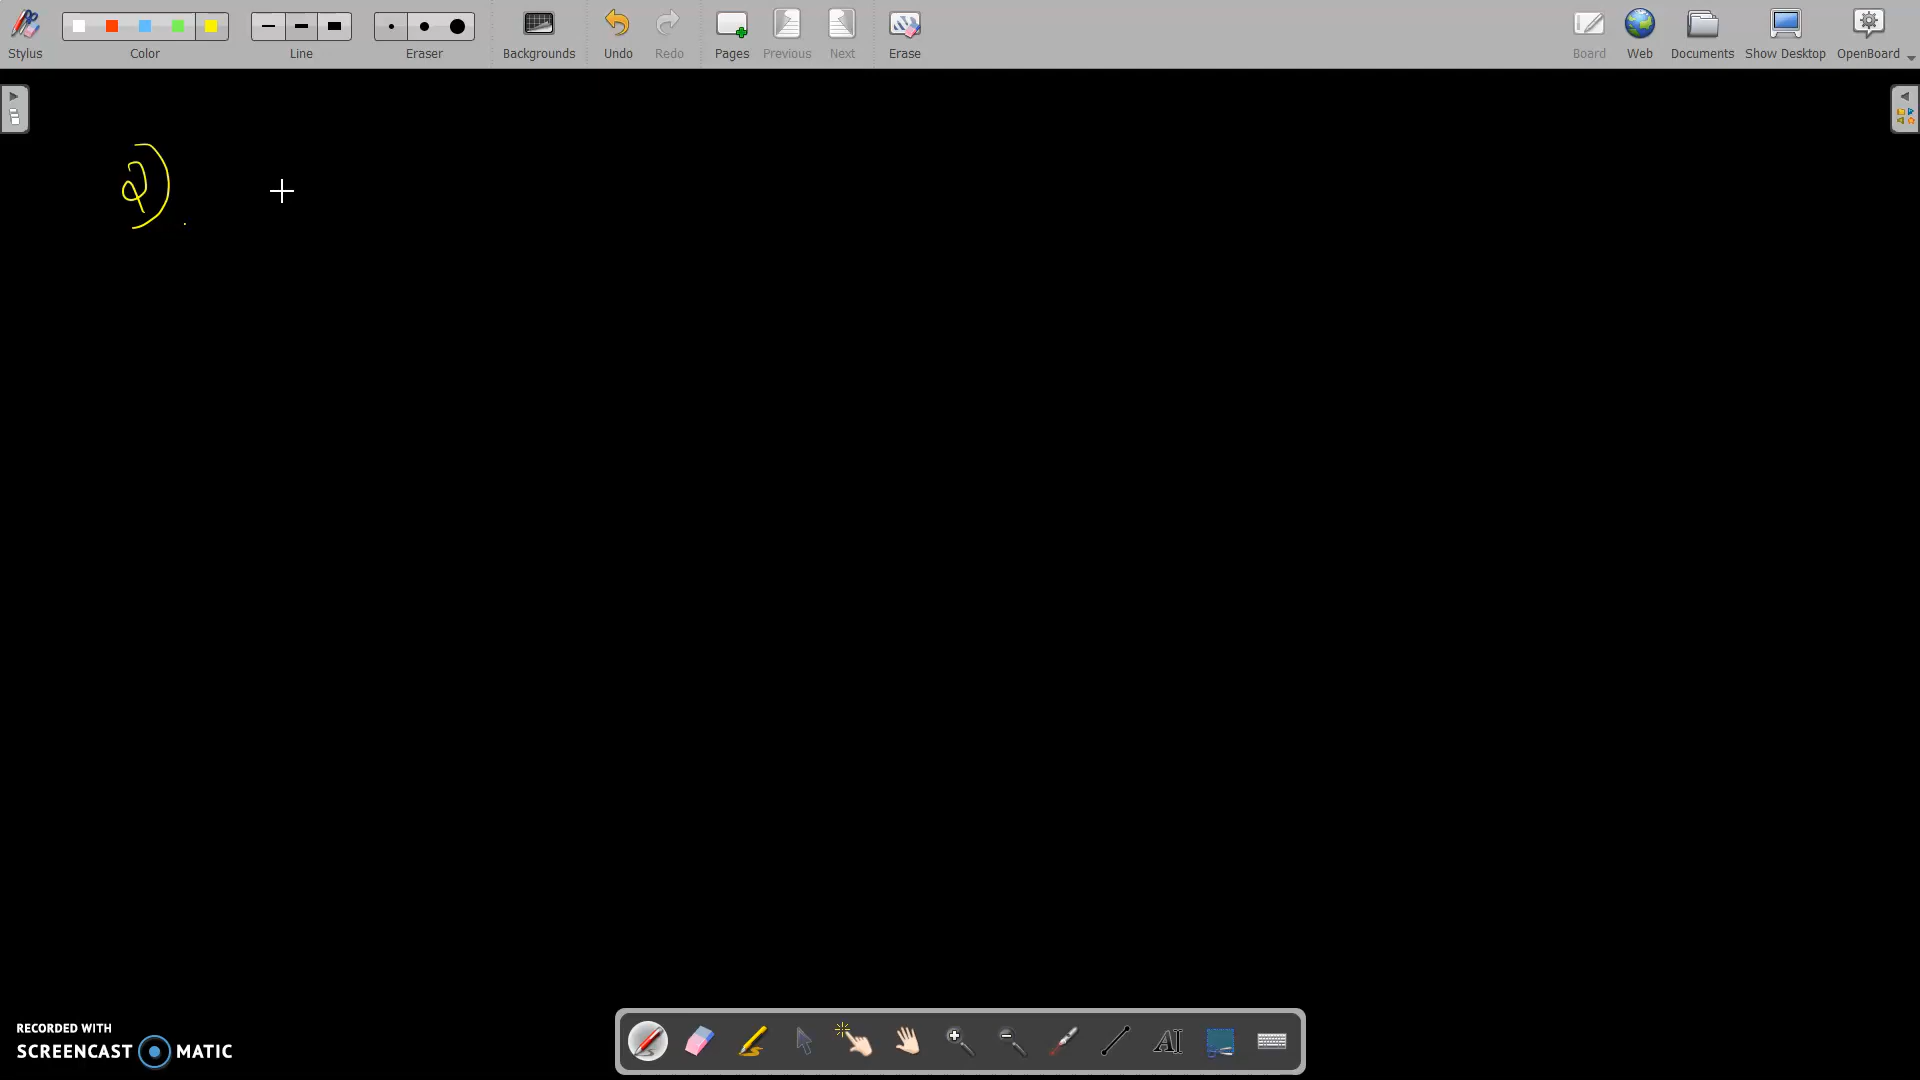 Stylus Color Line Eraser Backgrounds Undo Redo Pages Previous Next Erase Board Web Documents Show Desktop OpenBoard
2)
AI
RECORDED WITH
SCREENCAST MATIC